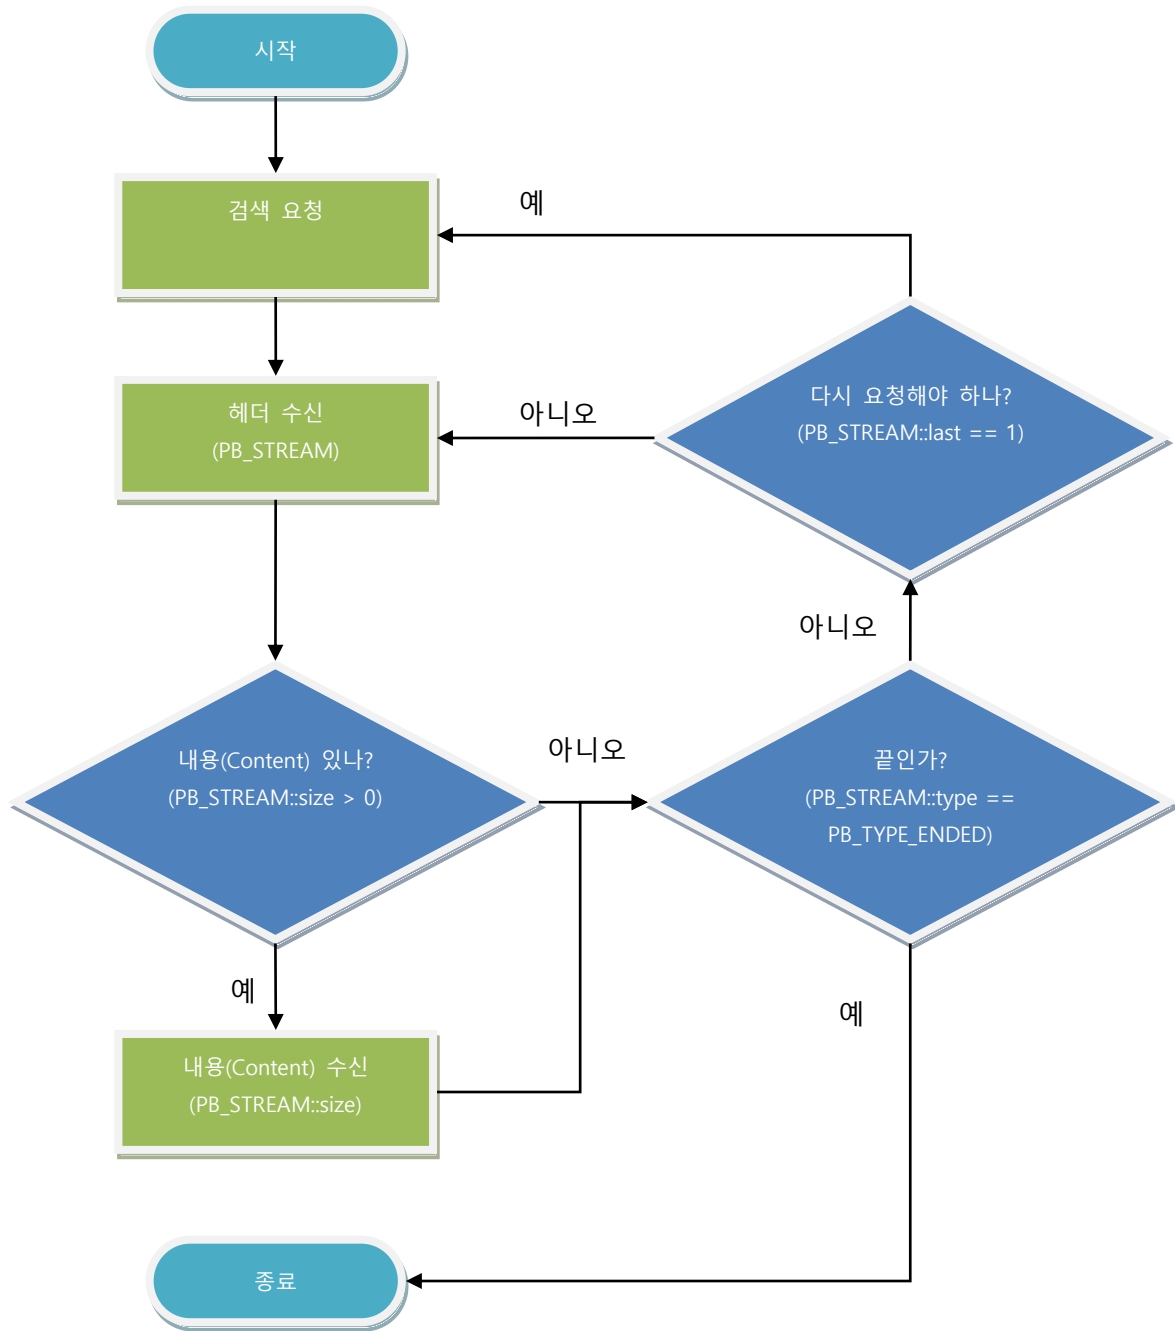 시작
검색 요청
예
헤더 수신
(PB_STREAM)
아니오
다시 요청해야 하나?
(PB_STREAM::last == 1)
아니오
내용(Content) 있나?
(PB_STREAM::size > 0)
아니오
끝인가?
(PB_STREAM::type ==
PB_TYPE_ENDED)
예
예
내용(Content) 수신
(PB_STREAM::size)
종료